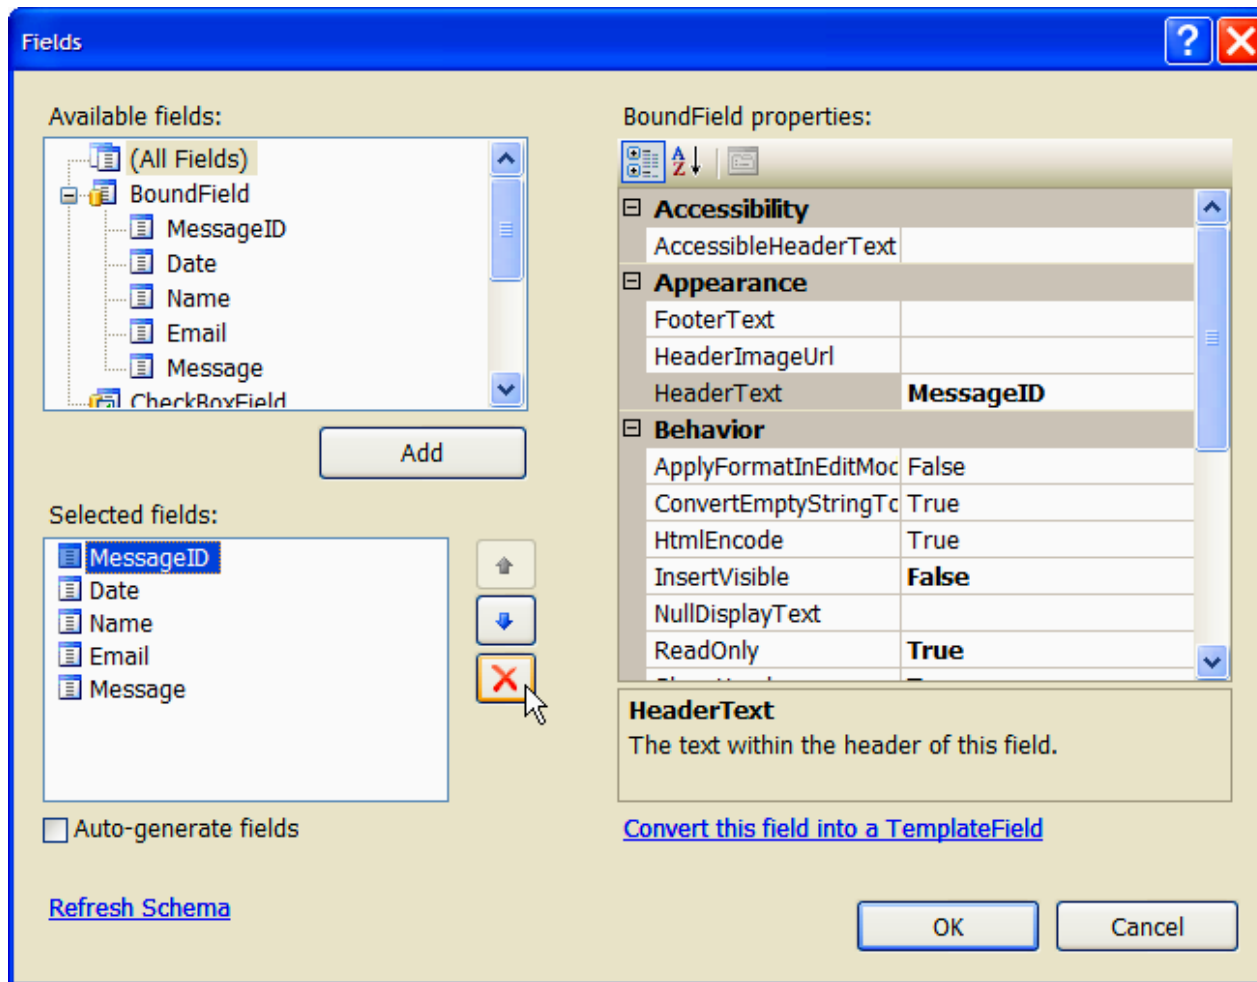 Fields
Available fields:
(All Fields)
BoundField
MessageID
Date
Name
Email
Message
CheckBoxField
Add
Selected fields:
MessageID
Date
Name
Email
Message
Auto-generate fields
Refresh Schema
BoundField properties:
Accessibility
AccessibleHeaderText
Appearance
FooterText
HeaderImageUrl
HeaderText MessageID
Behavior
ApplyFormatInEditMod False
ConvertEmptyStringTo True
HtmlEncode True
InsertVisible False
NullDisplayText
ReadOnly True
HeaderText
The text within the header of this field.
Convert this field into a TemplateField
OK Cancel